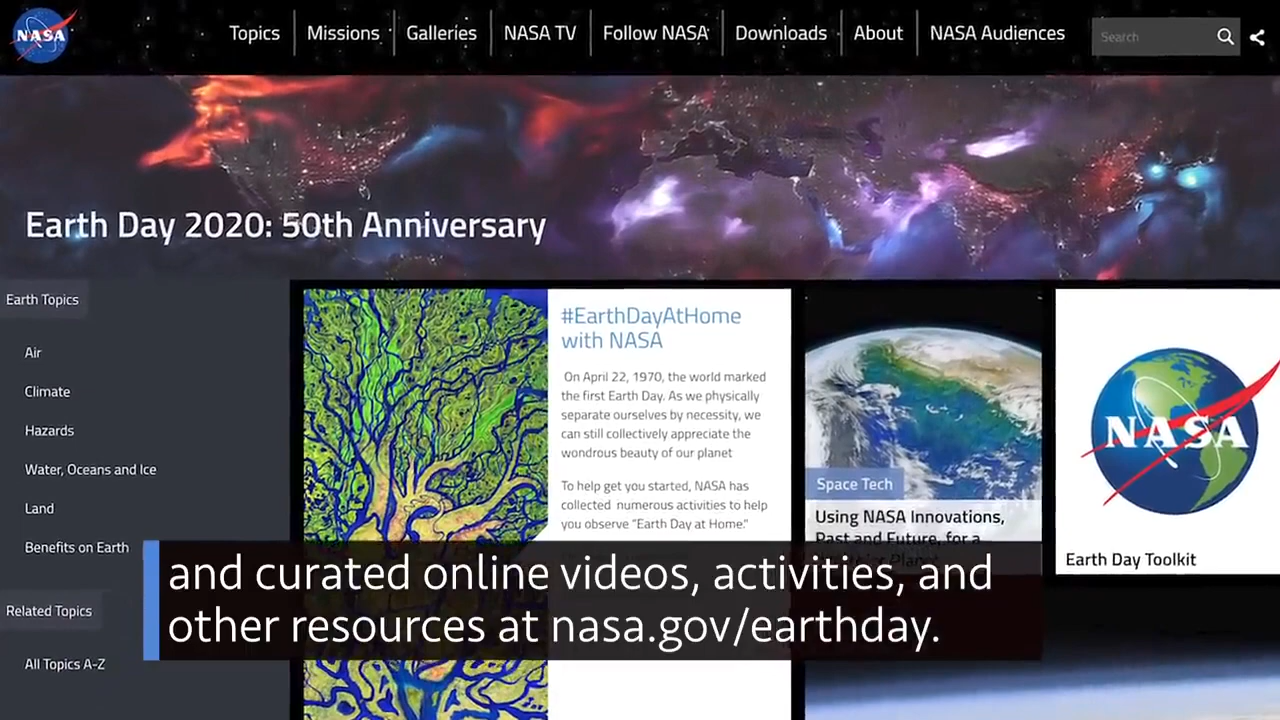 NASA
Topics
Missions
Galleries
NASA TV
Follow NASA
Downloads
About
NASA Audiences
Search
Earth Day 2020: 50th Anniversary
Earth Topics
Air
Climate
Hazards
Water, Oceans and Ice
Land
Benefits on Earth
Related Topics
All Topics A-Z
#EarthDayAtHome
with NASA
On April 22, 1970, the world marked
the first Earth Day. As we physically
separate ourselves by necessity, we
can still collectively appreciate the
wondrous beauty of our planet
To help get you started, NASA has
collected numerous activities to help
you observe "Earth Day at Home."
Space Tech
Using NASA Innovations,
Past and Future, for a
Planet
NASA
Earth Day Toolkit
and curated online videos, activities, and
other resources at nasa.gov/earthday.